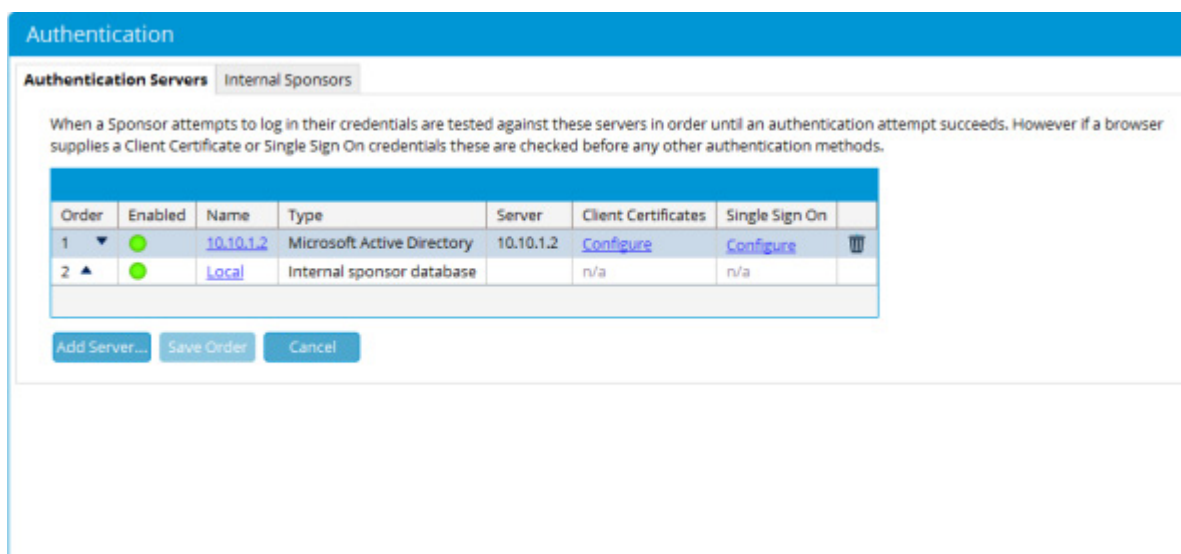 Authentication
Authentication Servers Internal Sponsors
When a Sponsor attempts to log in their credentials are tested against these servers in order until an authentication attempt succeeds. However if a browser
supplies a Client Certificate or Single Sign On credentials these are checked before any other authentication methods.
Order Enabled Name Type Server Client Certificates Single Sign On
1 10.10.1.2 Microsoft Active Directory 10.10.1.2 Configure Configure
2 Local Internal sponsor database n/a n/a
Add Server... Save Order Cancel